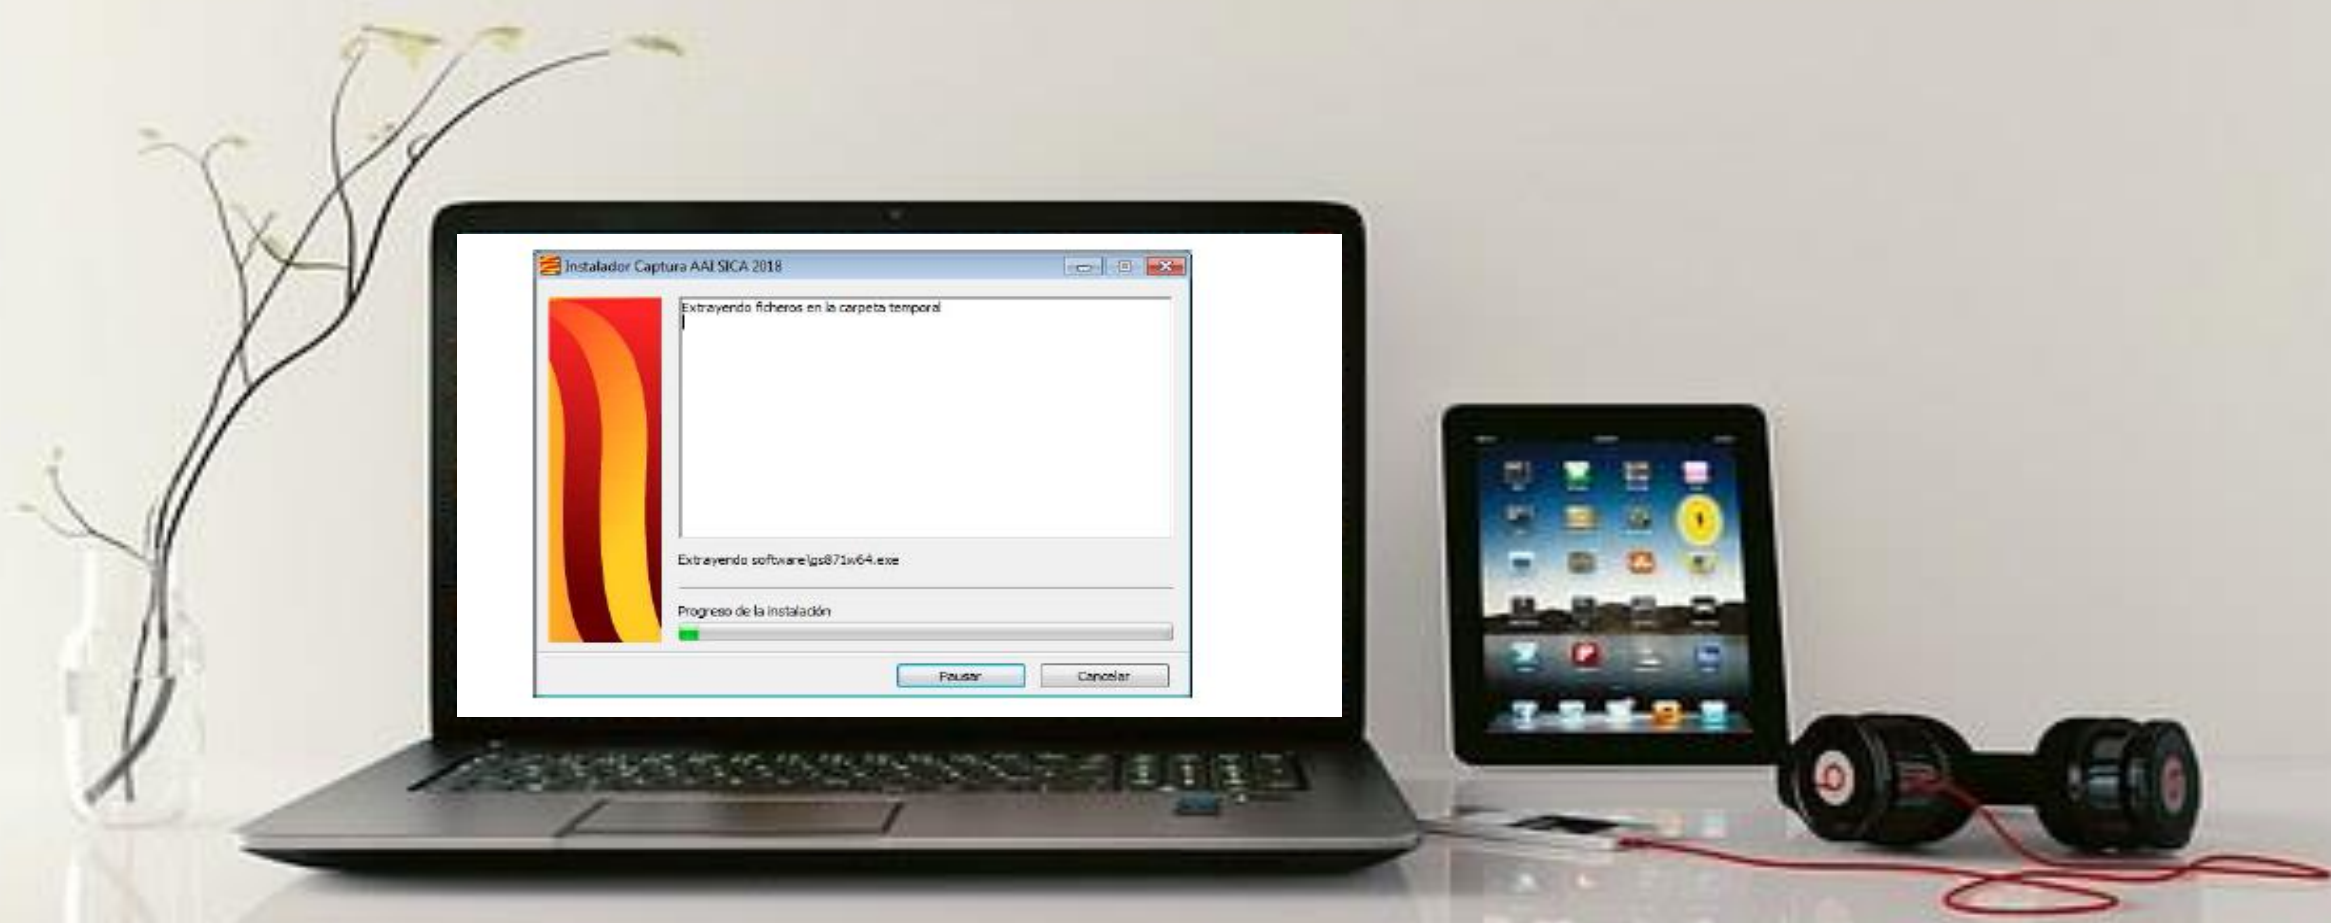 Instalador Captura AAI SICA 2018
Extrayendo ficheros en la carpeta temporal
Extrayendo software\gs871w64.exe
Progreso de la instalación
Pausar
Cancelar